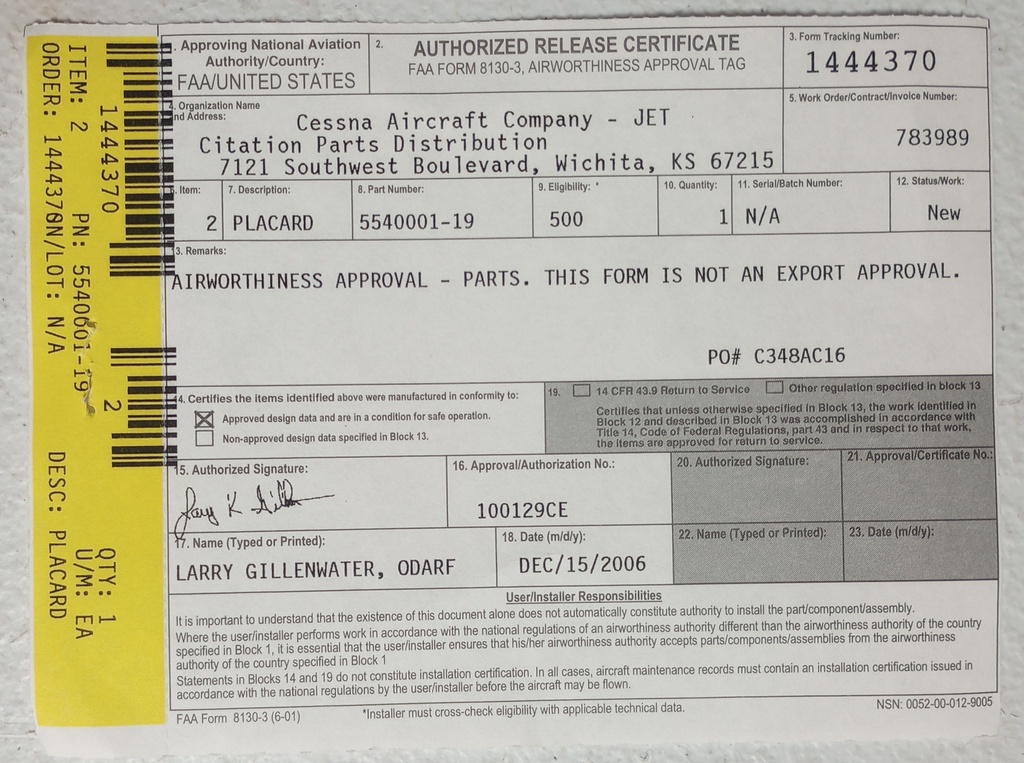 ITEM: 2 PN: 5540001-19 QTY: 1
ORDER: 1444370N/LOT: N/A DESC: PLACARD U/M: EA
1444370
2
1. Approving National Aviation
Authority/Country:
FAA/UNITED STATES
2.
AUTHORIZED RELEASE CERTIFICATE
FAA FORM 8130-3, AIRWORTHINESS APPROVAL TAG
3. Form Tracking Number:
1444370
4. Organization Name
nd Address:
Cessna Aircraft Company - JET
Citation Parts Distribution
7121 Southwest Boulevard, Wichita, KS 67215
5. Work Order/Contract/Invoice Number:
783989
Item:
2
7. Description:
PLACARD
8. Part Number:
5540001-19
9. Eligibility: *
500
10. Quantity:
1
11. Serial/Batch Number:
N/A
12. Status/Work:
New
3. Remarks:
AIRWORTHINESS APPROVAL - PARTS. THIS FORM IS NOT AN EXPORT APPROVAL.
PO# C348AC16
14. Certifies the items identified above were manufactured in conformity to:
Approved design data and are in a condition for safe operation.
Non-approved design data specified in Block 13.
19. 14 CFR 43.9 Return to Service Other regulation specified in block 13
Certifies that unless otherwise specified in Block 13, the work identified in
Block 12 and described in Block 13 was accomplished in accordance with
Title 14, Code of Federal Regulations, part 43 and in respect to that work,
the items are approved for return to service.
15. Authorized Signature:
16. Approval/Authorization No.:
100129CE
20. Authorized Signature:
21. Approval/Certificate No.:
17. Name (Typed or Printed):
LARRY GILLENWATER, ODARF
18. Date (m/d/y):
DEC/15/2006
22. Name (Typed or Printed):
23. Date (m/d/y):
User/Installer Responsibilities
It is important to understand that the existence of this document alone does not automatically constitute authority to install the part/component/assembly.
Where the user/installer performs work in accordance with the national regulations of an airworthiness authority different than the airworthiness authority of the country
specified in Block 1, it is essential that the user/installer ensures that his/her airworthiness authority accepts parts/components/assemblies from the airworthiness
authority of the country specified in Block 1
Statements in Blocks 14 and 19 do not constitute installation certification. In all cases, aircraft maintenance records must contain an installation certification issued in
accordance with the national regulations by the user/installer before the aircraft may be flown.
FAA Form 8130-3 (6-01)
*Installer must cross-check eligibility with applicable technical data.
NSN: 0052-00-012-9005